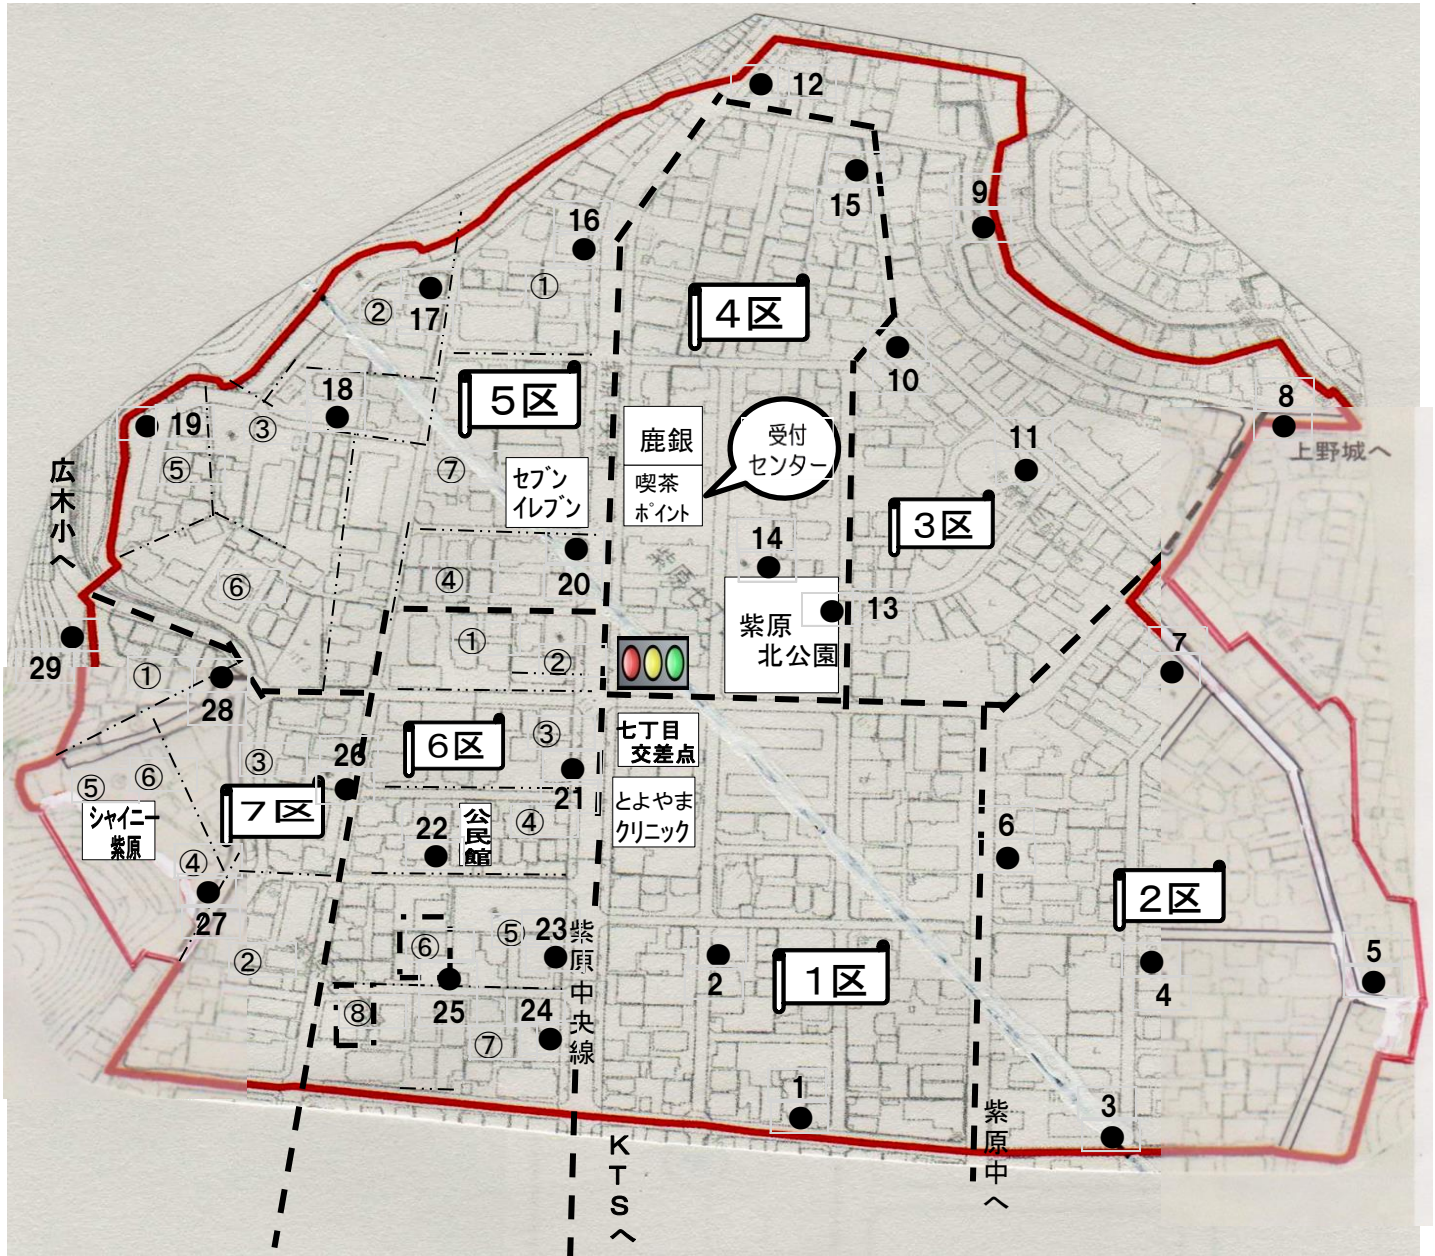 12
9
15
16
①
②
17
4区
10
8
上野城へ
5区
18
③
19
⑤
⑦
鹿銀
喫茶
ﾎﾟｲﾝﾄ
受付
センター
セブン
イレブン
11
3区
広木小へ
14
④
20
⑥
紫原
13
紫原
北公園
①
②
29
①
28
7
6区
③
七丁目
交差点
21
③
26
⑤
⑥
シャイニー
紫原
7区
22
公民館
④
とよやま
クリニック
6
2区
④
27
②
⑥
⑤
23
紫原中央線
2
1区
4
5
25
24
⑧
⑦
1
3
KTSへ
紫原中へ